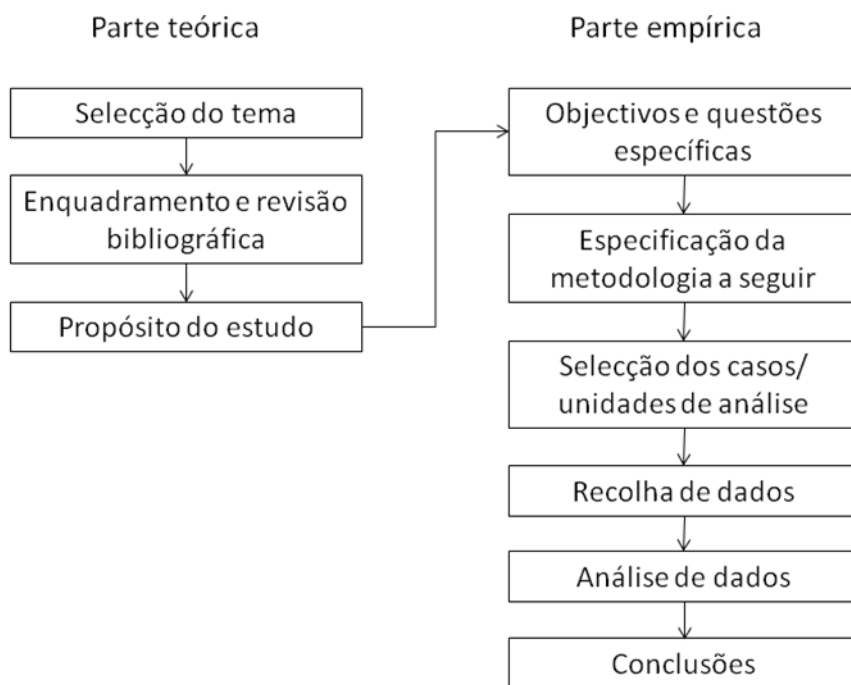 Parte teórica
Selecção do tema
Enquadramento e revisão
bibliográfica
Propósito do estudo
Parte empírica
Objectivos e questões
específicas
Especificação da
metodologia a seguir
Selecção dos casos/
unidades de análise
Recolha de dados
Análise de dados
Conclusões